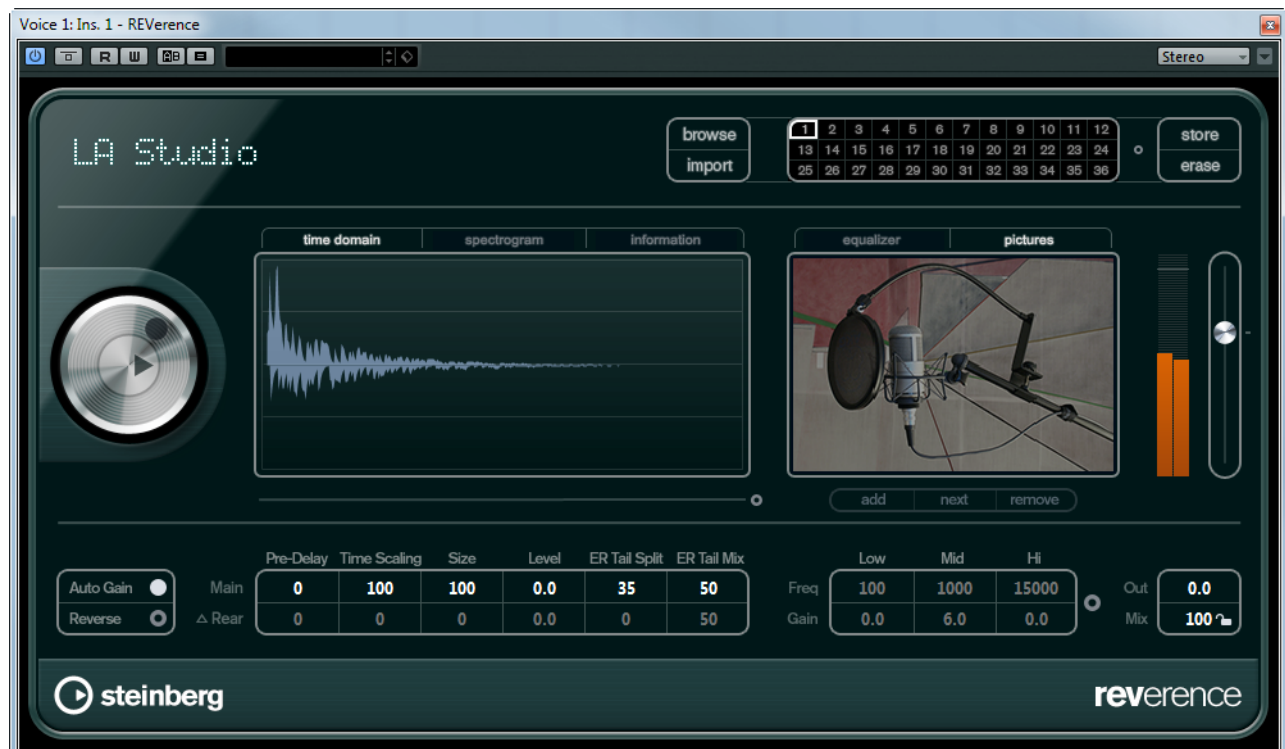 Voice 1: Ins. 1 - REVerence
R W AB Stereo
LA Studio
browse
import
1 2 3 4 5 6 7 8 9 10 11 12
13 14 15 16 17 18 19 20 21 22 23 24
25 26 27 28 29 30 31 32 33 34 35 36
store
erase
time domain spectrogram information
equalizer pictures
add next remove
Pre-Delay Time Scaling Size Level ER Tail Split ER Tail Mix
Low Mid Hi
Auto Gain Main 0 100 100 0.0 35 50 Freq 100 1000 15000 Out 0.0
Reverse △ Rear 0 0 0 0.0 0 50 Gain 0.0 6.0 0.0 Mix 100
steinberg
reverence